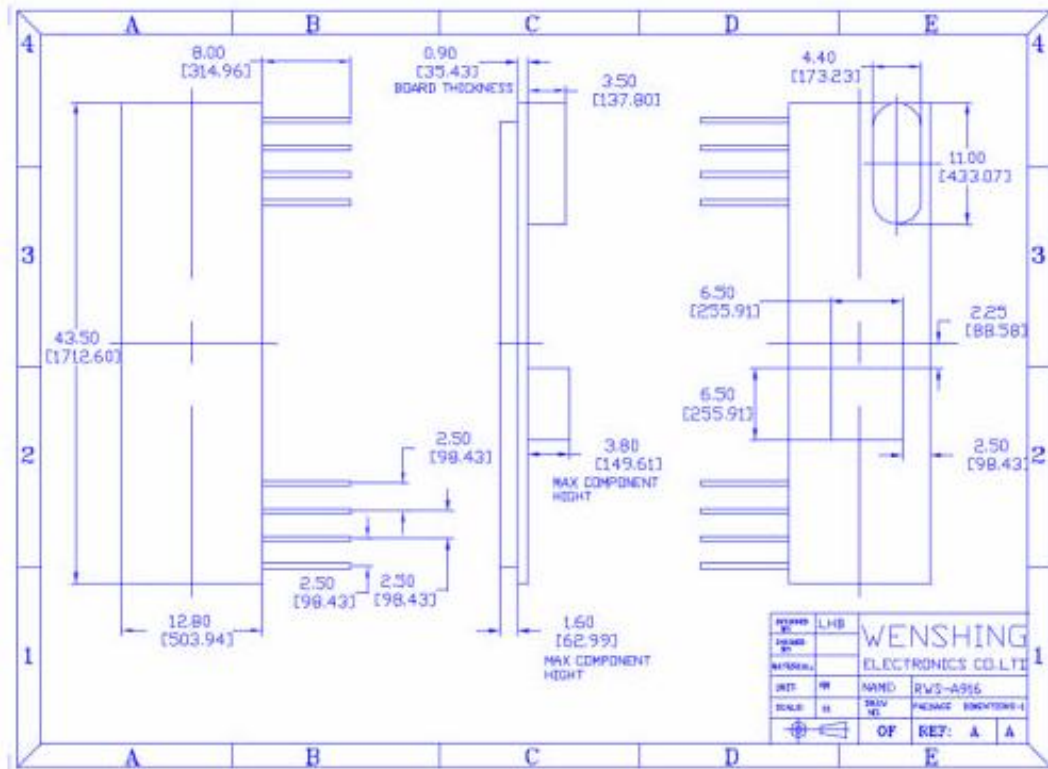 A B C D E
4 4
8.00
[314.96]
0.90
[35.43]
BOARD THICKNESS
3.50
[137.80]
4.40
[173.23]
11.00
[433.07]
3 3
6.50
[255.91]
2.25
[88.58]
43.50
[1712.60]
6.50
[255.91]
2.50
[98.43]
2 2
3.80
[149.61]
MAX COMPONENT
HIGHT
2.50
[98.43]
2.50
[98.43]
2.50
[98.43]
12.80
[503.94]
1.60
[62.99]
MAX COMPONENT
HIGHT
1 1
LHB
WENSHING
ELECTRONICS CO.LTD
UNIT MM NAME: RWS-A916
SCALE
PACKAGE
OF REF: A A
A B C D E